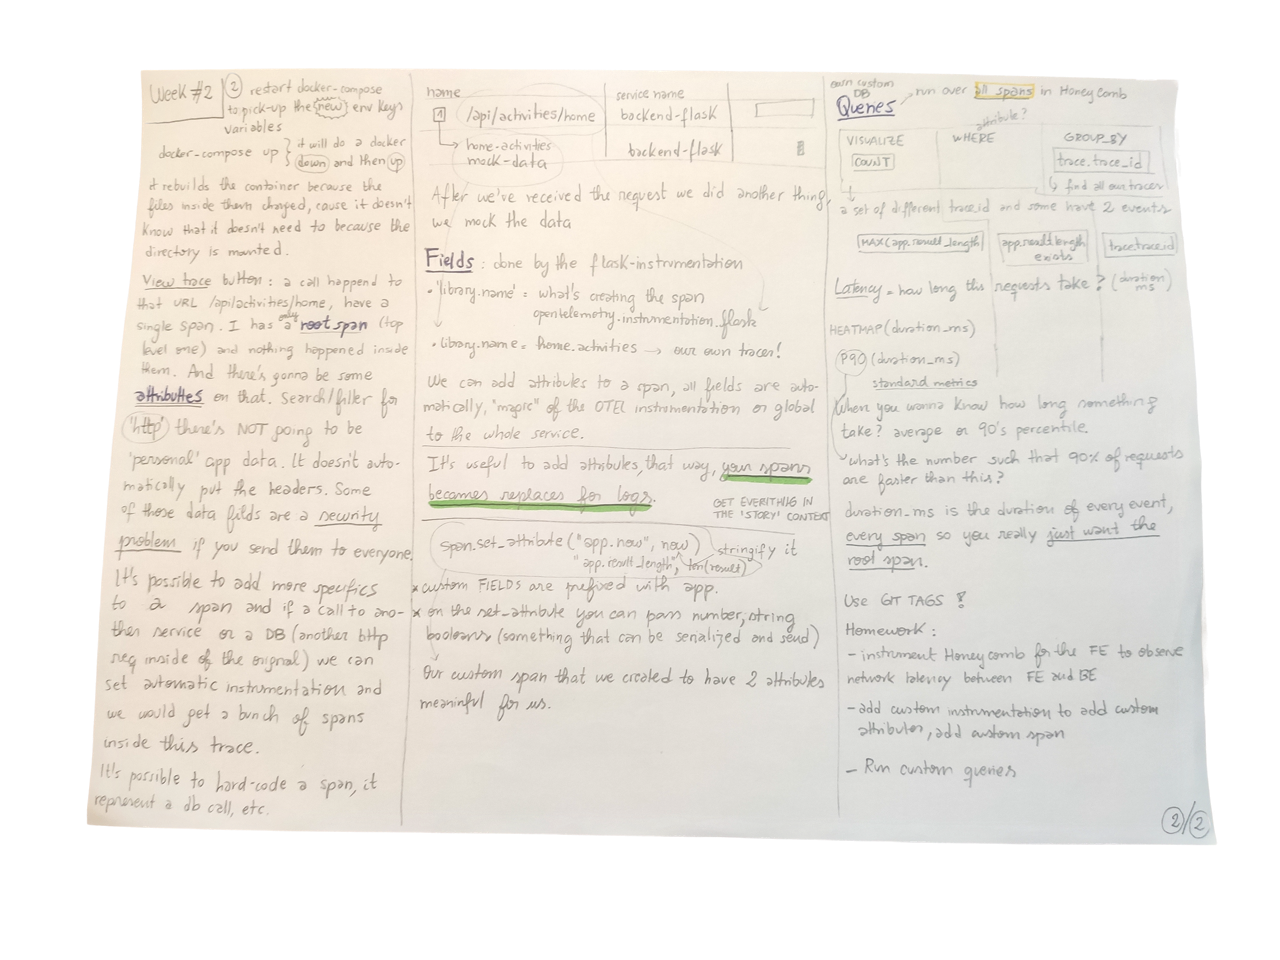 Week #2
② restart docker-compose
to pick-up the new env keys
variables
docker-compose up } it will do a docker
down and then up
it rebuilds the container because the
files inside them changed, cause it doesn't
know that it doesn't need to because the
directory is mounted.
View trace button: a call happend to
that URL /api/activities/home, have a
single span. I has only a root span (top
level one) and nothing happened inside
them. And there's gonna be some
attributtes on that. Search/filter for
'http' there's NOT going to be
'personal' app data. It doesn't auto-
matically put the headers. Some
of those data fields are a security
problem if you send them to everyone.
It's possible to add more specifics
to a span and if a call to ano-
ther service or a DB (another http
req inside of the original) we can
set automatic instrumentation and
we would get a bunch of spans
inside this trace.
It's possible to hard-code a span, it
represent a db call, etc.
name service name
1 /api/activities/home backend-flask
home-activities
mock-data backend-flask
After we've received the request we did another thing,
we mock the data
Fields: done by the flask-instrumentation
• 'library.name' = what's creating the span
opentelemetry.instrumentation.flask
• library.name = home.activities → our own tracer!
We can add attributes to a span, all fields are auto-
matically, "magic" of the OTEL instrumentation or global
to the whole service.
It's useful to add attributes, that way, your spans
becames replaces for logs.
GET EVERITHING IN
THE 'STORY' CONTEXT
span.set_attribute ("app.now", now) stringify it
"app.result_length", len(result)
* custom FIELDS are prefixed with app.
* on the set_attribute you can pass number, string
booleans (something that can be serialized and send)
Our custom span that we created to have 2 attributes
meaningful for us.
own custom
DB
Queries → run over all spans in Honeycomb
attribute?
VISUALIZE WHERE GROUP_BY
COUNT trace.trace_id
↳ find all our traces
a set of different trace.id and some have 2 events
MAX(app.result_length) app.result.length
exists trace.trace_id
Latency = how long this requests take? (duration
ms)
HEATMAP (duration_ms)
P90 (duration_ms)
standard metrics
When you wanna know how long something
take? average or 90's percentile.
what's the number such that 90% of requests
are faster than this?
duration_ms is the duration of every event,
every span so you really just want the
root span.
Use GIT TAGS !
Homework:
- instrument Honeycomb for the FE to observe
network latency between FE and BE
- add custom instrumentation to add custom
attributes, add custom span
- Run custom queries
2/2